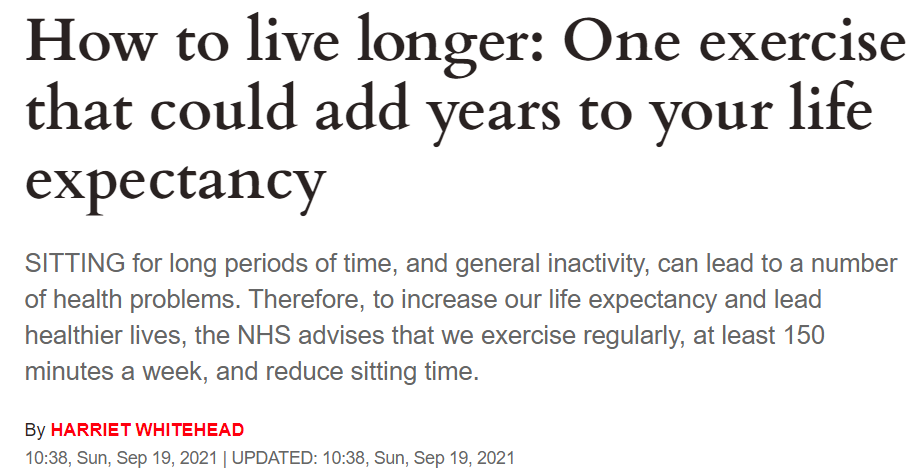 How to live longer: One exercise
that could add years to your life
expectancy
SITTING for long periods of time, and general inactivity, can lead to a number
of health problems. Therefore, to increase our life expectancy and lead
healthier lives, the NHS advises that we exercise regularly, at least 150
minutes a week, and reduce sitting time.
By HARRIET WHITEHEAD
10:38, Sun, Sep 19, 2021 | UPDATED: 10:38, Sun, Sep 19, 2021